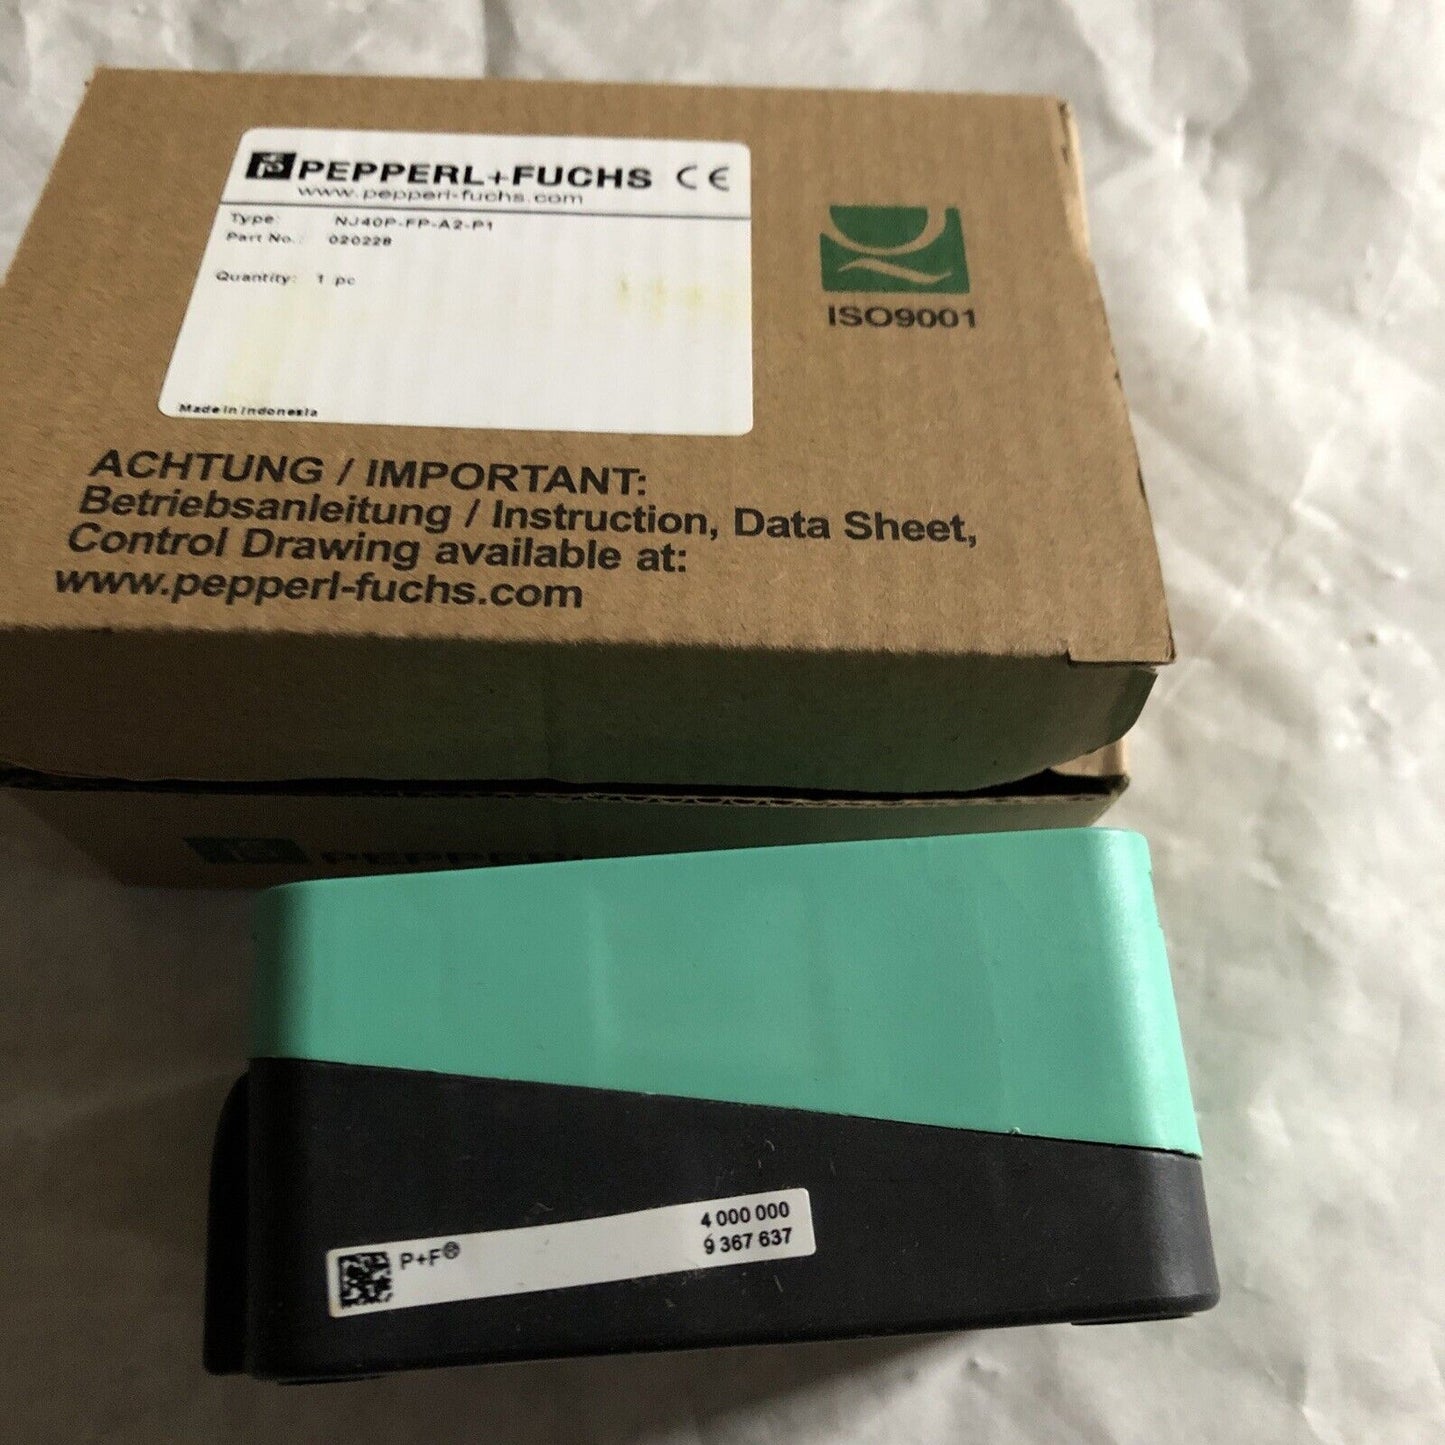 PEPPERL+FUCHS CE
www.pepperl-fuchs.com
Type: NJ40P-FP-A2-P1
Part No.: 020228
Quantity: 1 pc
Made in Indonesia
ISO9001
ACHTUNG / IMPORTANT:
Betriebsanleitung / Instruction, Data Sheet,
Control Drawing available at:
www.pepperl-fuchs.com
PEPPERL
P+F®
4 000 000
9 367 637